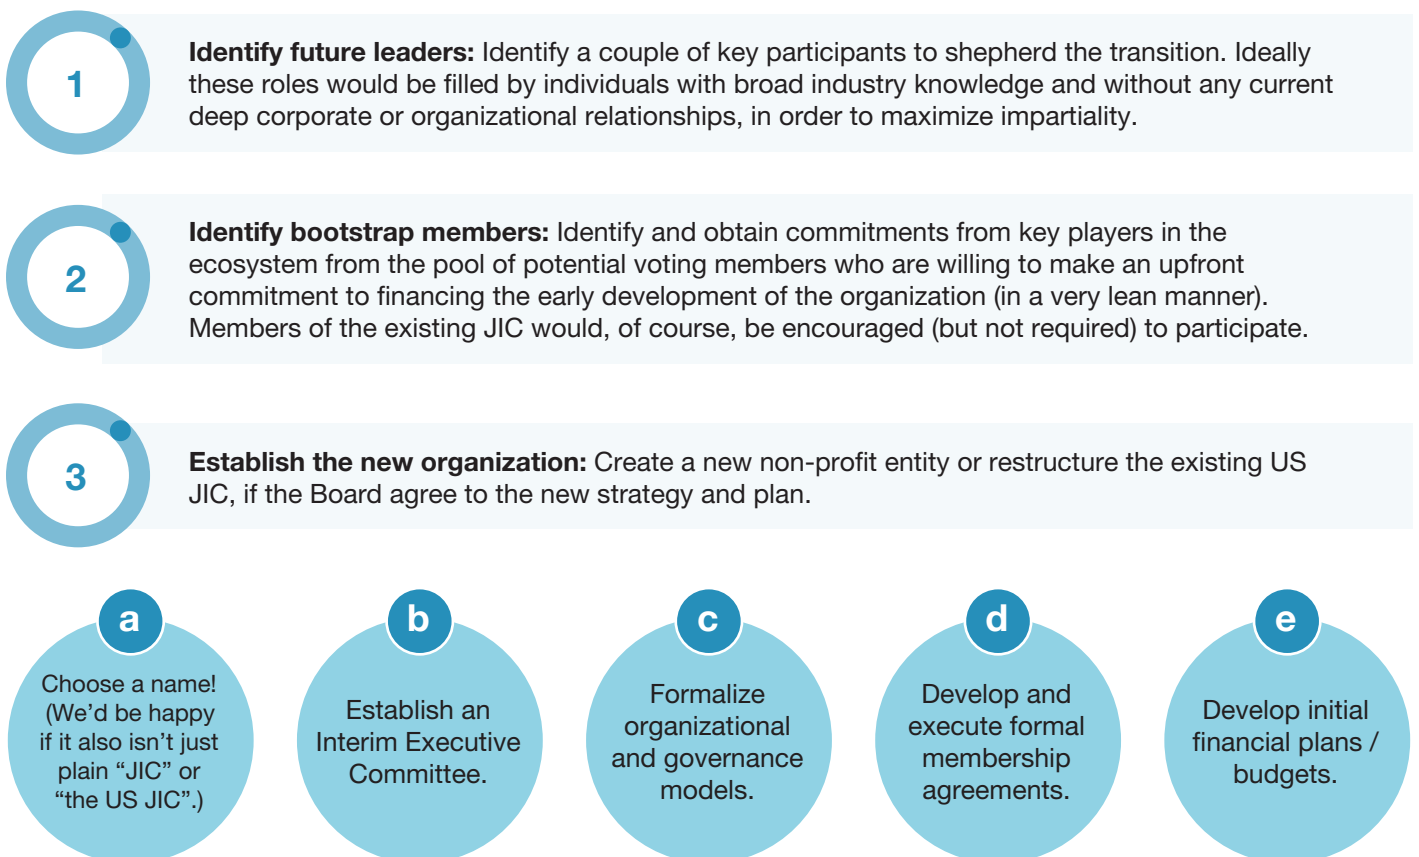 1
Identify future leaders: Identify a couple of key participants to shepherd the transition. Ideally
these roles would be filled by individuals with broad industry knowledge and without any current
deep corporate or organizational relationships, in order to maximize impartiality.
2
Identify bootstrap members: Identify and obtain commitments from key players in the
ecosystem from the pool of potential voting members who are willing to make an upfront
commitment to financing the early development of the organization (in a very lean manner).
Members of the existing JIC would, of course, be encouraged (but not required) to participate.
3
Establish the new organization: Create a new non-profit entity or restructure the existing US
JIC, if the Board agree to the new strategy and plan.
a
Choose a name!
(We’d be happy
if it also isn’t just
plain “JIC” or
“the US JIC”.)
b
Establish an
Interim Executive
Committee.
c
Formalize
organizational
and governance
models.
d
Develop and
execute formal
membership
agreements.
e
Develop initial
financial plans /
budgets.